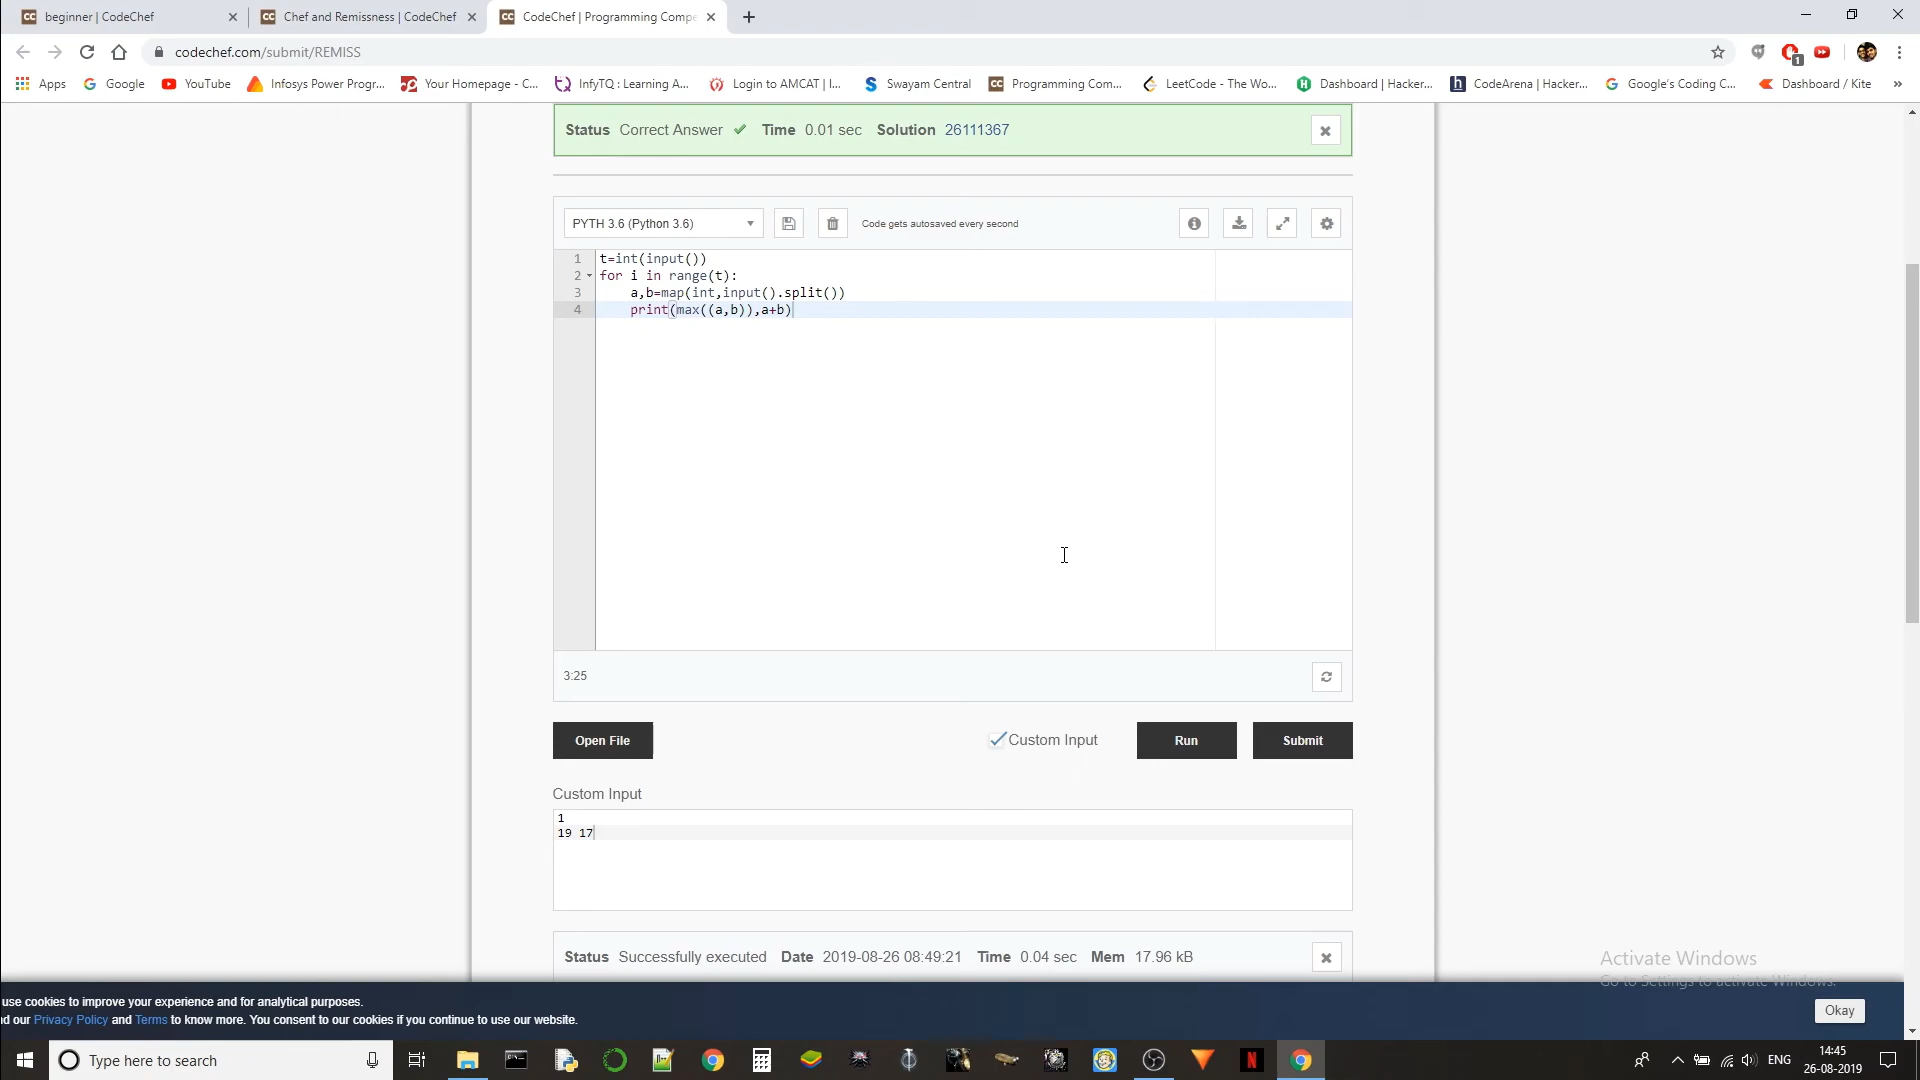 beginner | CodeChef
Chef and Remissness | CodeChef
CodeChef | Programming Compe
codechef.com/submit/REMISS
Apps
Google
YouTube
Infosys Power Progr...
Your Homepage - C...
InfyTQ : Learning A...
Login to AMCAT | I...
Swayam Central
Programming Com...
LeetCode - The Wo...
Dashboard | Hacker...
CodeArena | Hacker...
Google's Coding C...
Dashboard / Kite
Status Correct Answer Time 0.01 sec Solution 26111367
PYTH 3.6 (Python 3.6)
Code gets autosaved every second
1 t=int(input())
2 for i in range(t):
3 a,b=map(int,input().split())
4 print(max((a,b)),a+b)
3:25
Open File
Custom Input
Run
Submit
Custom Input
1
19 17
Status Successfully executed Date 2019-08-26 08:49:21 Time 0.04 sec Mem 17.96 kB
Activate Windows
Go to Settings to activate Windows.
use cookies to improve your experience and for analytical purposes.
d our Privacy Policy and Terms to know more. You consent to our cookies if you continue to use our website.
Okay
Type here to search
ENG
14:45
26-08-2019